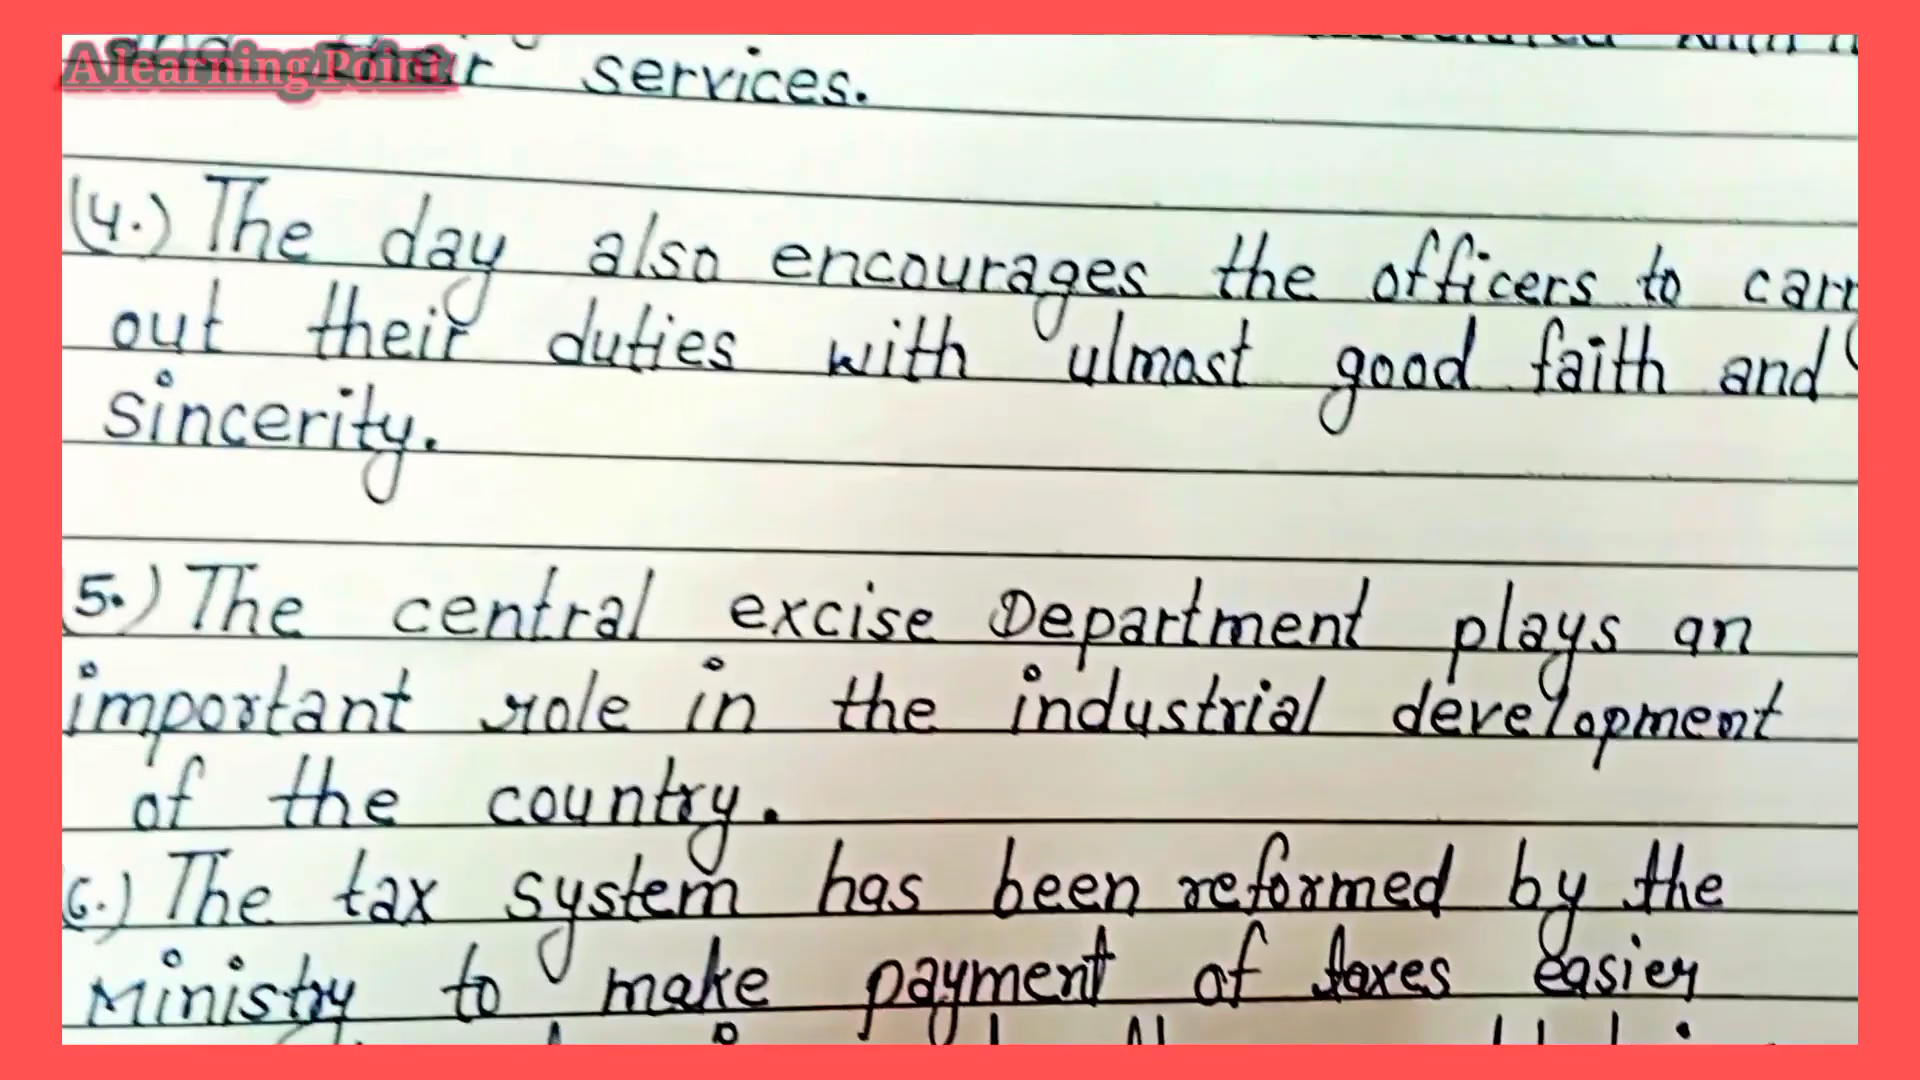 A learning Point
services.
(4.) The day also encourages the officers to
out their duties with ulmost good faith and
sincerity.
5.) The central excise Department plays an
important role in the industrial development
of the country.
6.) The tax system has been reformed by the
Ministry to make payment of taxes easier